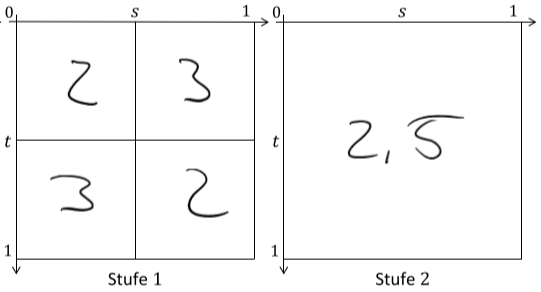 0 s 1 0 s 1
2 3
t t 2,5
3 2
1 1
Stufe 1 Stufe 2